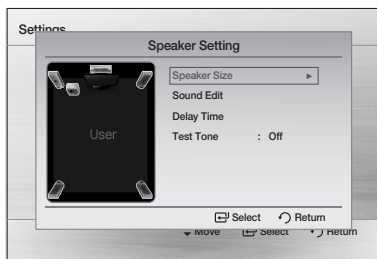 Settings
Speaker Setting
User
Speaker Size ▶
Sound Edit
Delay Time
Test Tone : Off
Select Return
Move Select Return